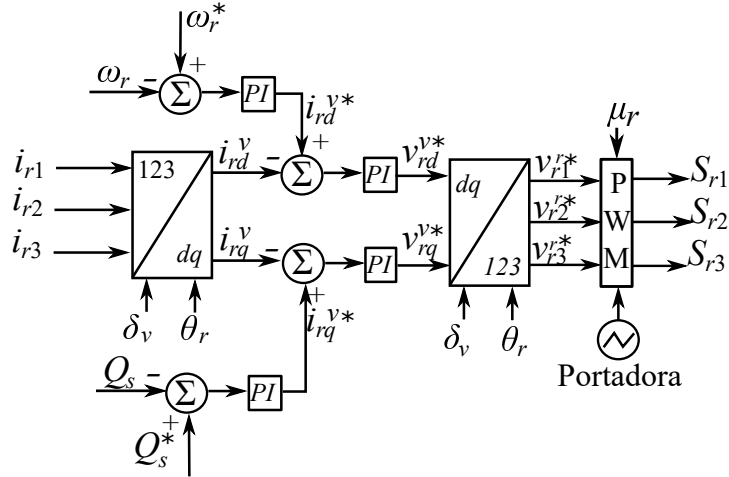 ω_r^*
ω_r - + Σ PI i_rd^v*
i_r1 123 i_rd^v - + Σ PI v_rd^v* dq v_r1^r* μ_r P S_r1
i_r2 v_r2^r* W S_r2
i_r3 dq i_rq^v - Σ + PI v_rq^v* 123 v_r3^r* M S_r3
δ_v θ_r i_rq^v* δ_v θ_r
Q_s - Σ PI Portadora
+
Q_s^*